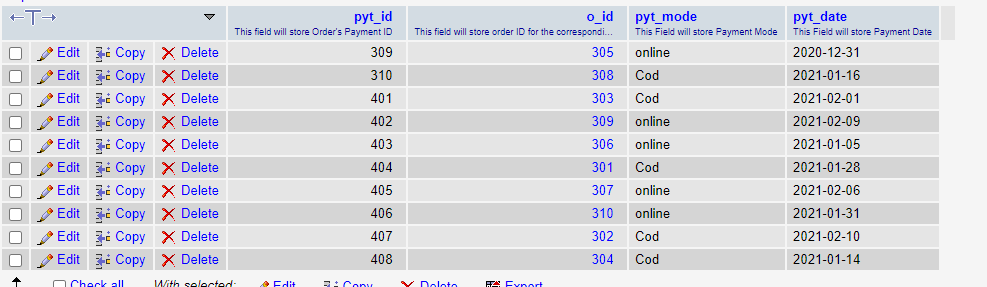 pyt_id o_id pyt_mode pyt_date
This field will store Order's Payment ID This field will store order ID for the correspondi... This Field will store Payment Mode This Field will store Payment Date
Edit Copy Delete 309 305 online 2020-12-31
Edit Copy Delete 310 308 Cod 2021-01-16
Edit Copy Delete 401 303 Cod 2021-02-01
Edit Copy Delete 402 309 online 2021-02-09
Edit Copy Delete 403 306 online 2021-01-05
Edit Copy Delete 404 301 Cod 2021-01-28
Edit Copy Delete 405 307 online 2021-02-06
Edit Copy Delete 406 310 online 2021-01-31
Edit Copy Delete 407 302 Cod 2021-02-10
Edit Copy Delete 408 304 Cod 2021-01-14
Check all With selected: Edit Copy Delete Export